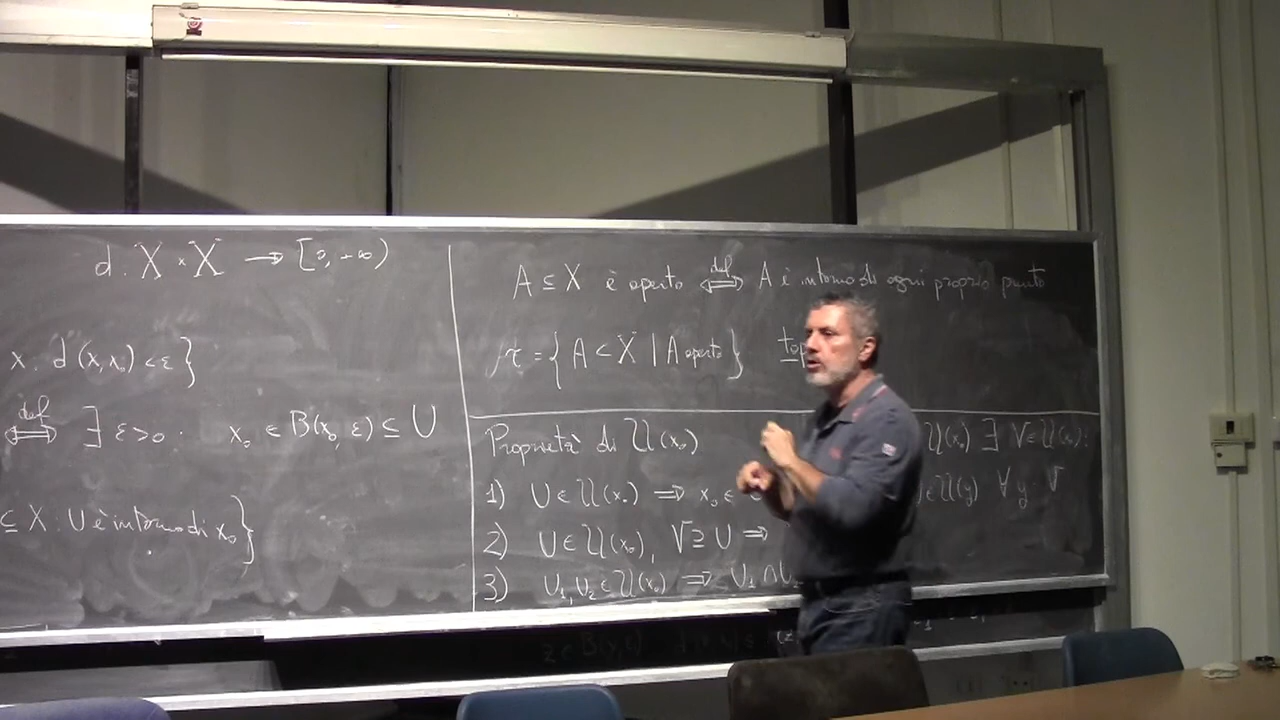 d : X × X → [0, +∞)
x : d(x, x₀) < ε }
⇔ def ∃ ε > 0 : x₀ ∈ B(x₀, ε) ⊆ U
⊆ X : U è intorno di x₀ }
A ⊆ X è aperto ⇔ def A è intorno di ogni proprio punto
τ = { A ⊂ X | A aperto } top
Proprietà di U(x₀)
1) U ∈ U(x₀) ⇒ x₀ ∈
2) U ∈ U(x₀), V ⊇ U ⇒
3) U₁, U₂ ∈ U(x₀) ⇒ U₁ ∩ U₂
U(x₀) ∃ V ∈ U(x₀) :
U ∈ U(y) ∀ y ∈ V